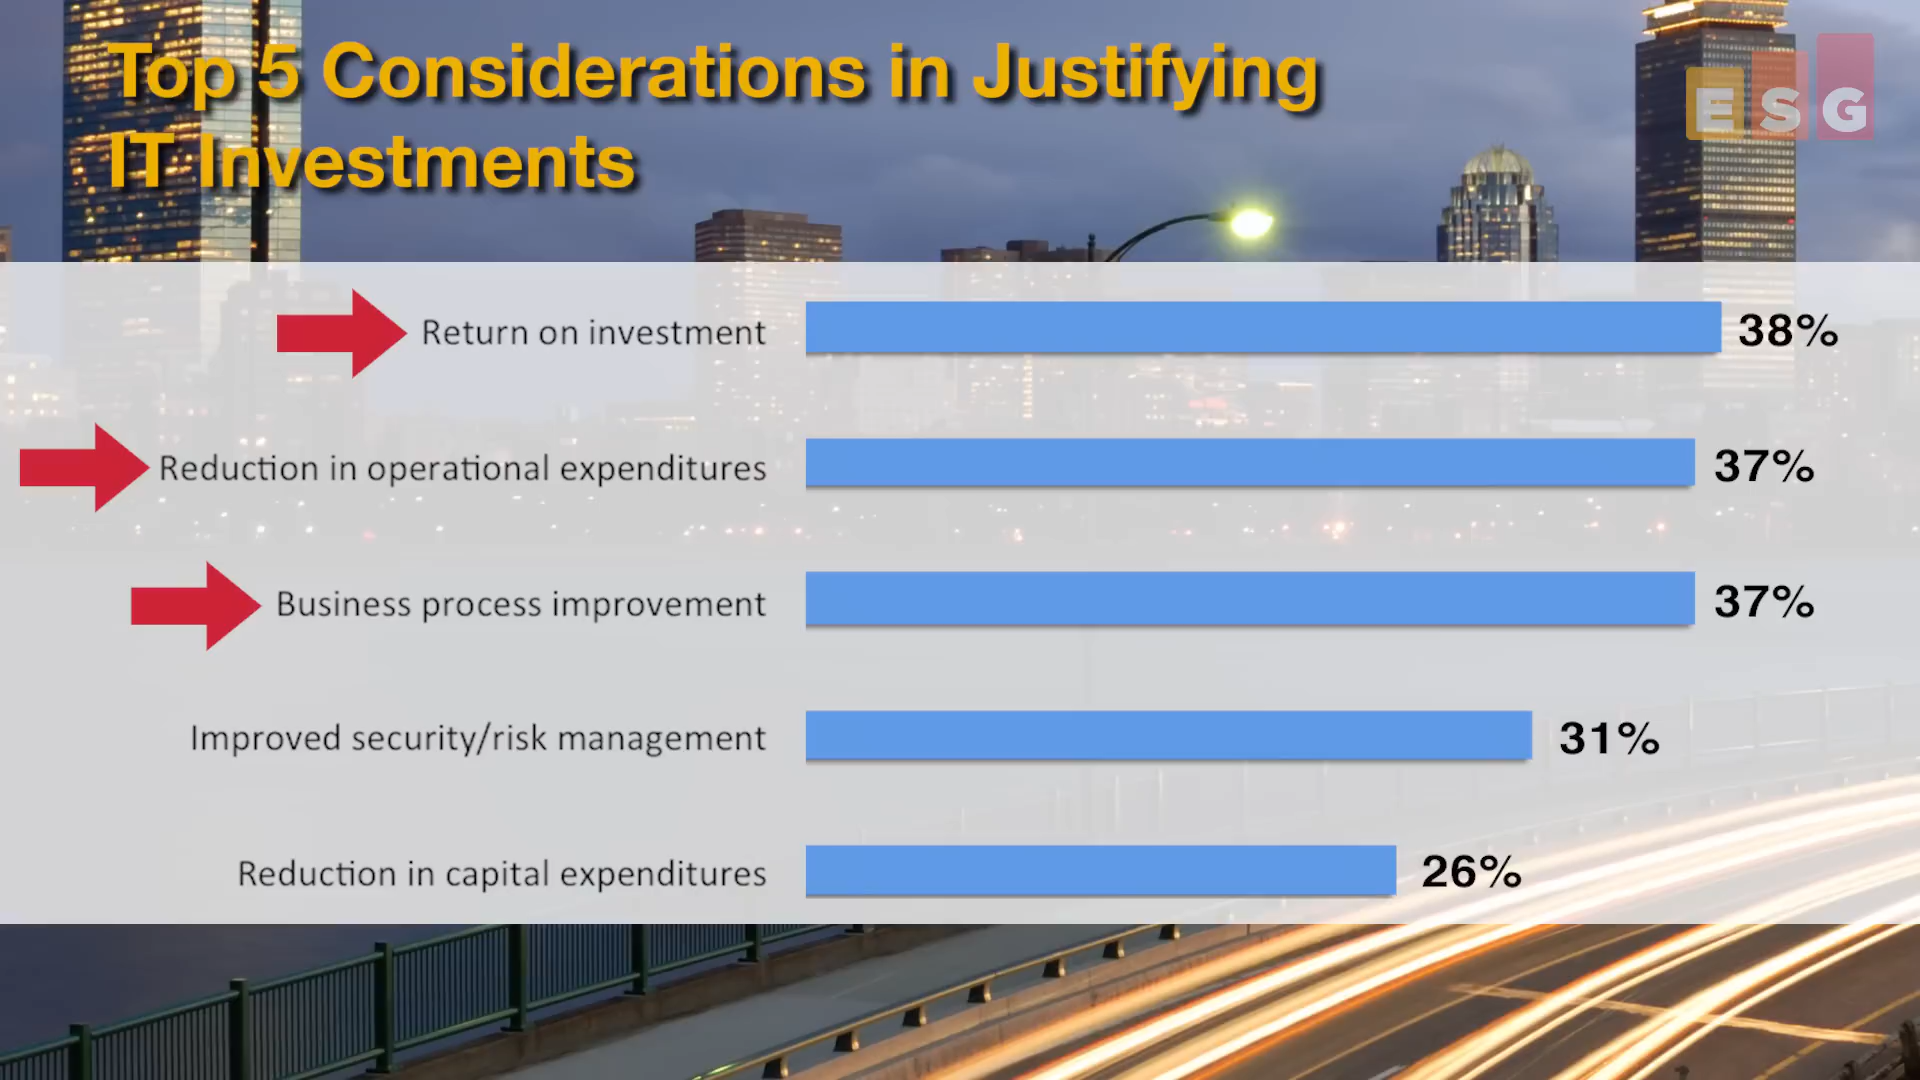 Top 5 Considerations in Justifying
IT Investments
ESG
Return on investment 38%
Reduction in operational expenditures 37%
Business process improvement 37%
Improved security/risk management 31%
Reduction in capital expenditures 26%